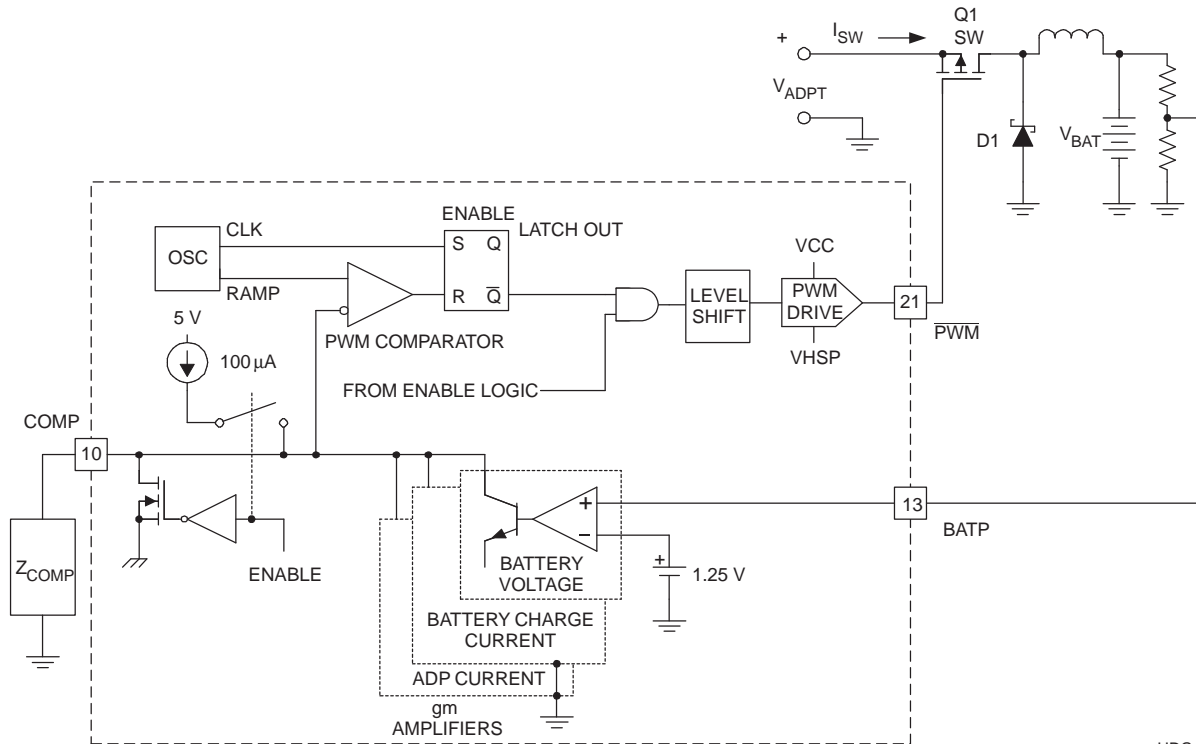 Q1
SW
I_SW
+
V_ADPT
D1
V_BAT
ENABLE
LATCH OUT
CLK
OSC
S Q
RAMP
R Q̅
5 V
PWM COMPARATOR
100 µA
LEVEL
SHIFT
VCC
PWM
DRIVE
VHSP
21
P̅W̅M̅
FROM ENABLE LOGIC
COMP
10
Z_COMP
ENABLE
+
–
BATTERY
VOLTAGE
BATTERY CHARGE
CURRENT
ADP CURRENT
gm
AMPLIFIERS
+
1.25 V
13
BATP